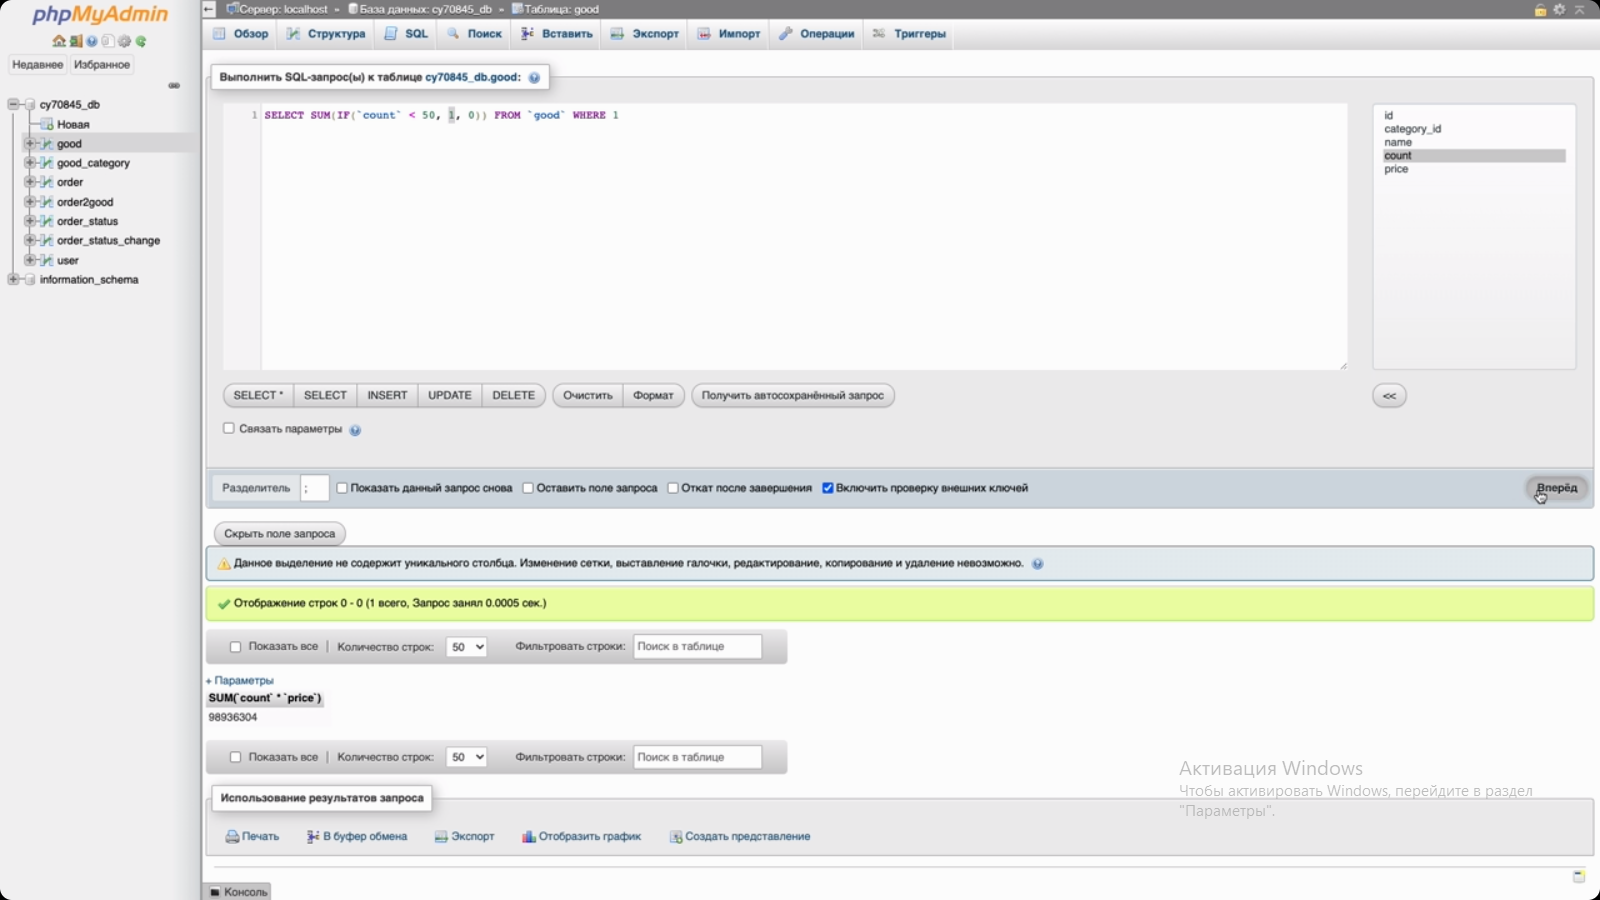 phpMyAdmin
Недавнее Избранное
cy70845_db
Новая
good
good_category
order
order2good
order_status
order_status_change
user
information_schema
Сервер: localhost » База данных: cy70845_db » Таблица: good
Обзор Структура SQL Поиск Вставить Экспорт Импорт Операции Триггеры
Выполнить SQL-запрос(ы) к таблице cy70845_db.good:
1 SELECT SUM(IF(`count` < 50, 1, 0)) FROM `good` WHERE 1
id
category_id
name
count
price
SELECT * SELECT INSERT UPDATE DELETE Очистить Формат Получить автосохранённый запрос <<
Связать параметры
Разделитель ; Показать данный запрос снова Оставить поле запроса Откат после завершения Включить проверку внешних ключей Вперёд
Скрыть поле запроса
Данное выделение не содержит уникального столбца. Изменение сетки, выставление галочки, редактирование, копирование и удаление невозможно.
Отображение строк 0 - 0 (1 всего, Запрос занял 0.0005 сек.)
Показать все | Количество строк: 50 Фильтровать строки: Поиск в таблице
+ Параметры
SUM(`count` * `price`)
98936304
Показать все | Количество строк: 50 Фильтровать строки: Поиск в таблице
Использование результатов запроса
Печать В буфер обмена Экспорт Отобразить график Создать представление
Активация Windows
Чтобы активировать Windows, перейдите в раздел
"Параметры".
Консоль